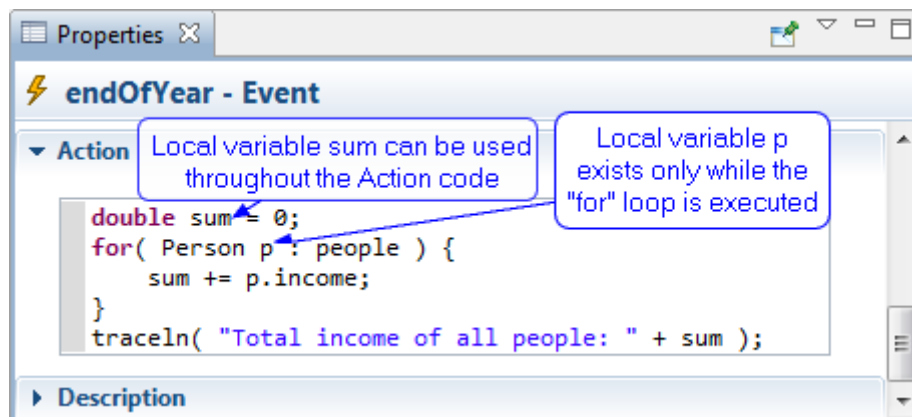 Properties
endOfYear - Event
Action
Local variable sum can be used
throughout the Action code
Local variable p
exists only while the
"for" loop is executed
double sum = 0;
for( Person p : people ) {
sum += p.income;
}
traceln( "Total income of all people: " + sum );
Description